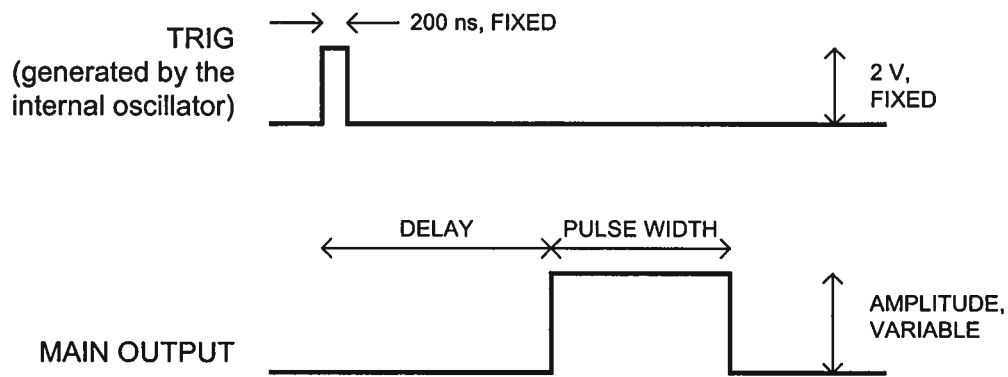 200 ns, FIXED
TRIG
(generated by the
internal oscillator)
2 V,
FIXED
DELAY
PULSE WIDTH
AMPLITUDE,
VARIABLE
MAIN OUTPUT